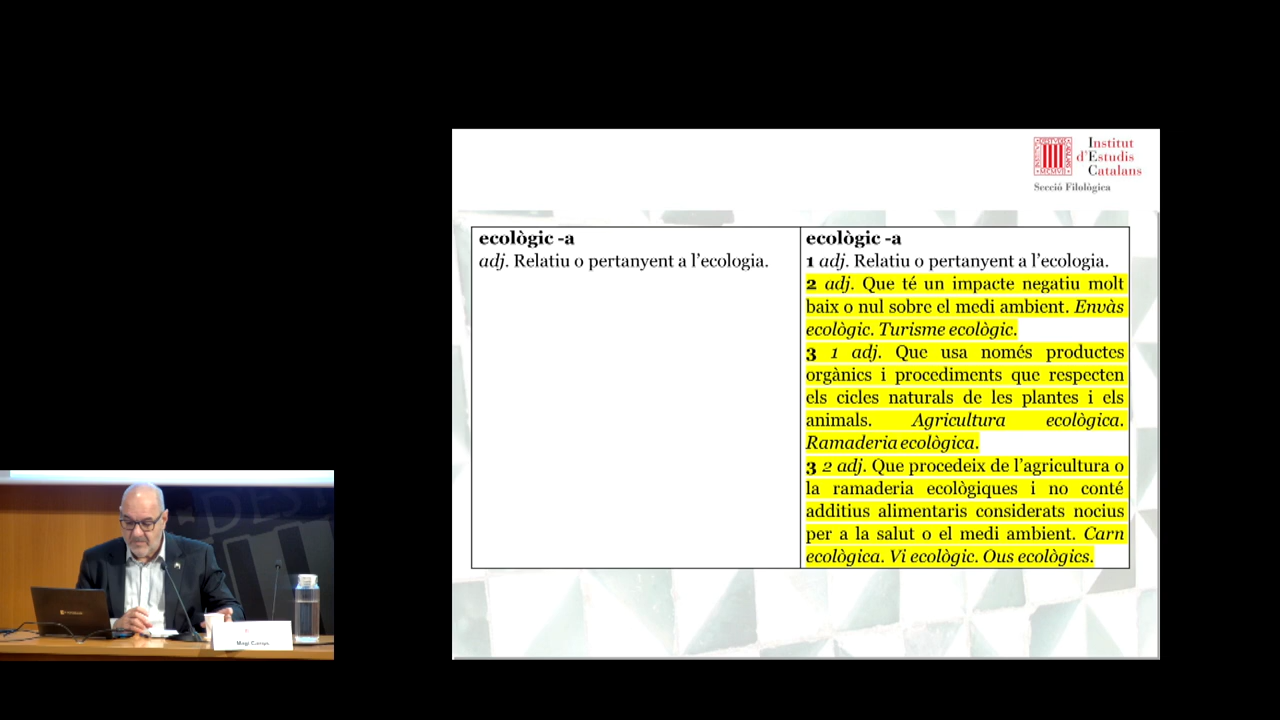 Institut
d'Estudis
Catalans
Secció Filològica
ecològic -a
adj. Relatiu o pertanyent a l'ecologia.
ecològic -a
1 adj. Relatiu o pertanyent a l'ecologia.
2 adj. Que té un impacte negatiu molt
baix o nul sobre el medi ambient. Envàs
ecològic. Turisme ecològic.
3 1 adj. Que usa només productes
orgànics i procediments que respecten
els cicles naturals de les plantes i els
animals. Agricultura ecològica.
Ramaderia ecològica.
3 2 adj. Que procedeix de l'agricultura o
la ramaderia ecològiques i no conté
additius alimentaris considerats nocius
per a la salut o el medi ambient. Carn
ecològica. Vi ecològic. Ous ecològics.